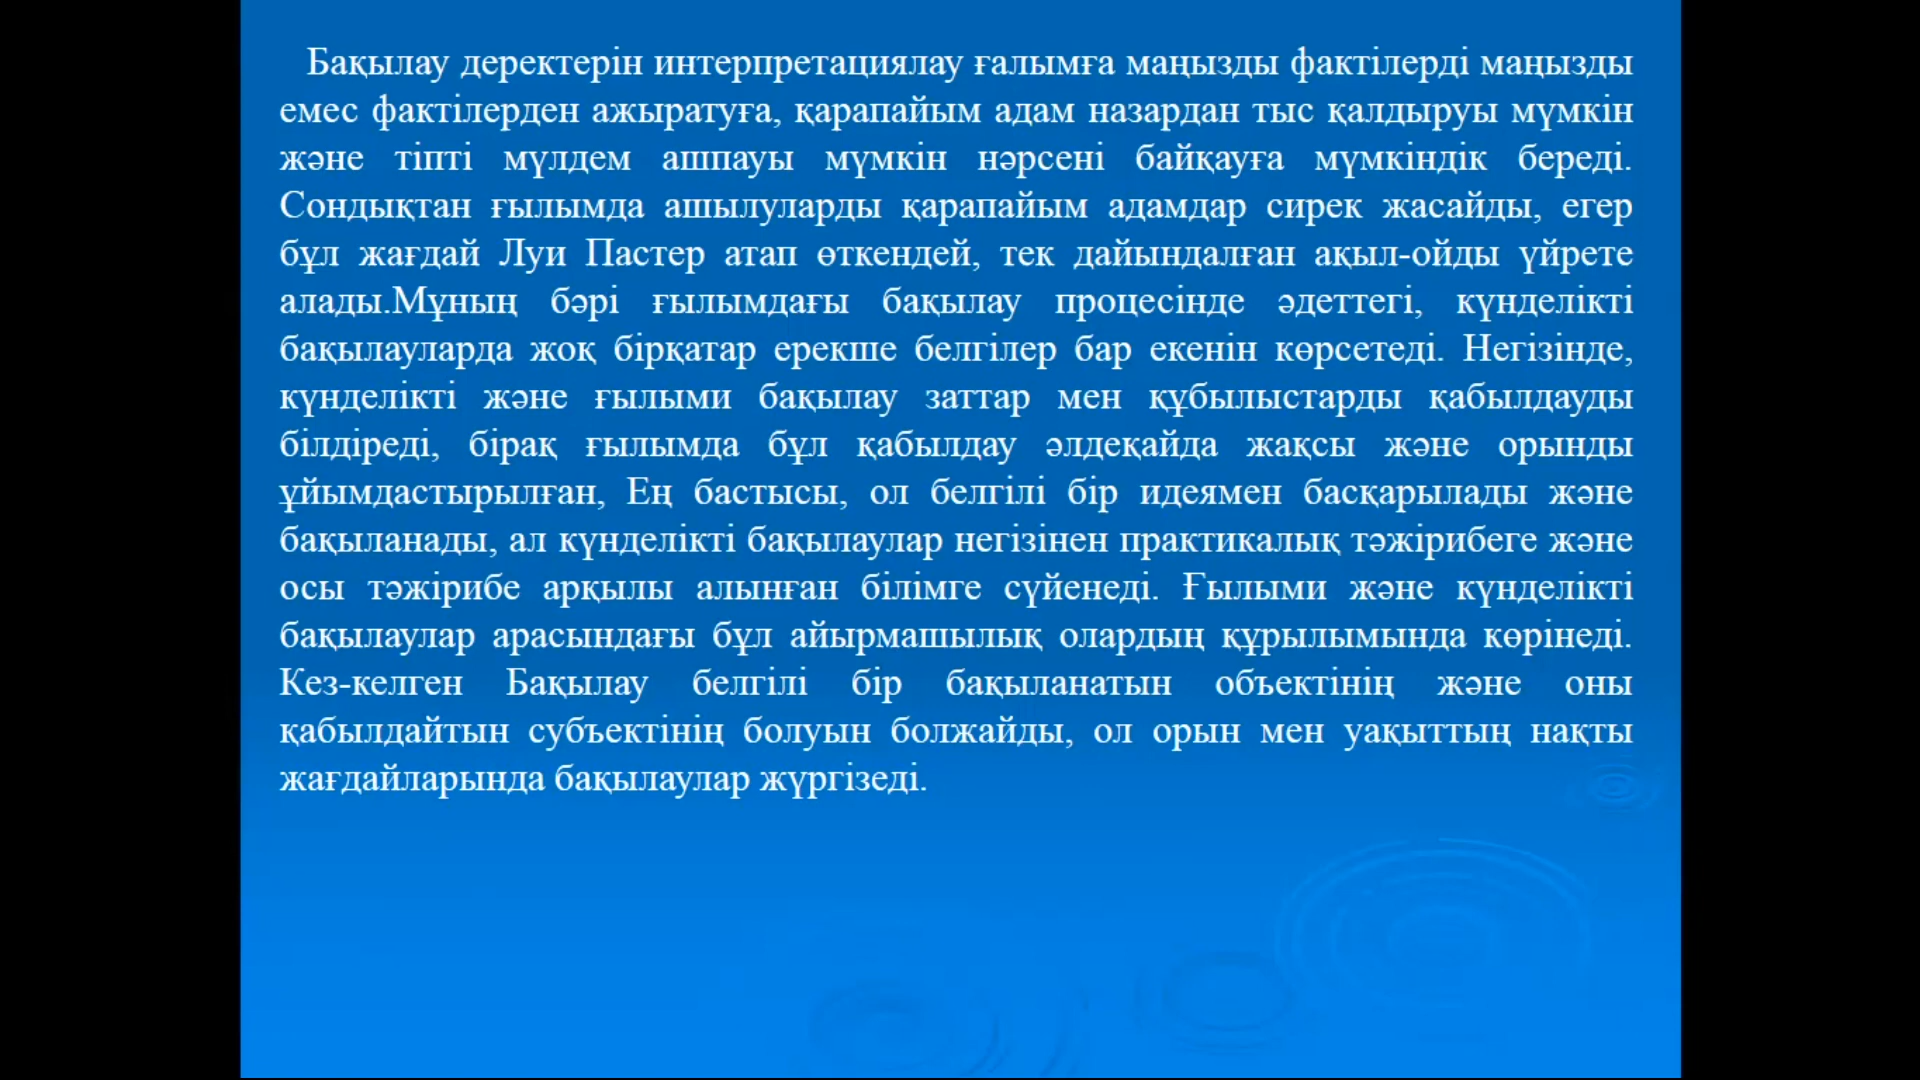 Бақылау деректерін интерпретациялау ғалымға маңызды фактілерді маңызды
емес фактілерден ажыратуға, қарапайым адам назардан тыс қалдыруы мүмкін
және тіпті мүлдем ашпауы мүмкін нәрсені байқауға мүмкіндік береді.
Сондықтан ғылымда ашылуларды қарапайым адамдар сирек жасайды, егер
бұл жағдай Луи Пастер атап өткендей, тек дайындалған ақыл-ойды үйрете
алады.Мұның бәрі ғылымдағы бақылау процесінде әдеттегі, күнделікті
бақылауларда жоқ бірқатар ерекше белгілер бар екенін көрсетеді. Негізінде,
күнделікті және ғылыми бақылау заттар мен құбылыстарды қабылдауды
білдіреді, бірақ ғылымда бұл қабылдау әлдеқайда жақсы және орынды
ұйымдастырылған, Ең бастысы, ол белгілі бір идеямен басқарылады және
бақыланады, ал күнделікті бақылаулар негізінен практикалық тәжірибеге және
осы тәжірибе арқылы алынған білімге сүйенеді. Ғылыми және күнделікті
бақылаулар арасындағы бұл айырмашылық олардың құрылымында көрінеді.
Кез-келген Бақылау белгілі бір бақыланатын объектінің және оны
қабылдайтын субъектінің болуын болжайды, ол орын мен уақыттың нақты
жағдайларында бақылаулар жүргізеді.